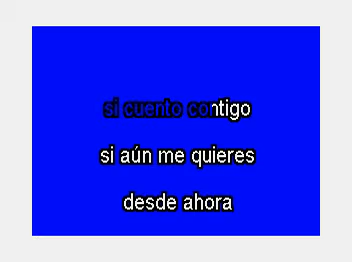 si cuento contigo
si aún me quieres
desde ahora